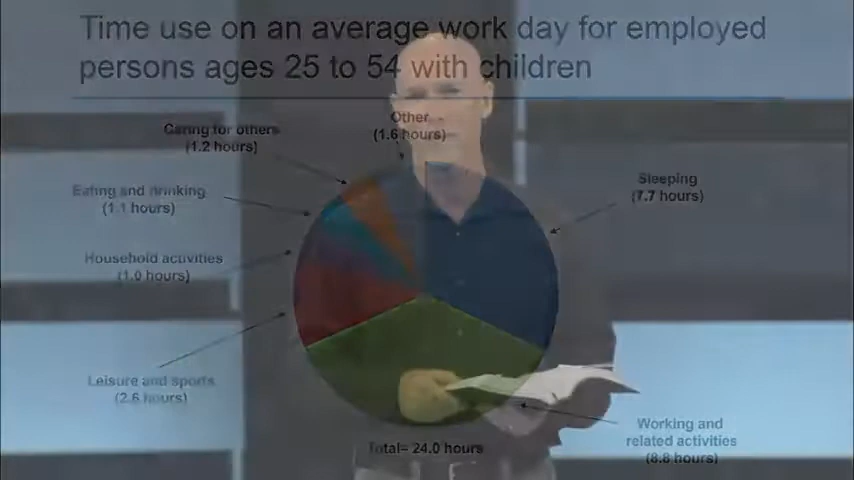 Time use on an average work day for employed
persons ages 25 to 54 with children
Other
(1.6 hours)
Caring for others
(1.2 hours)
Sleeping
(7.7 hours)
Eating and drinking
(1.1 hours)
Household activities
(1.0 hours)
Leisure and sports
(2.6 hours)
Working and
related activities
(8.8 hours)
Total= 24.0 hours